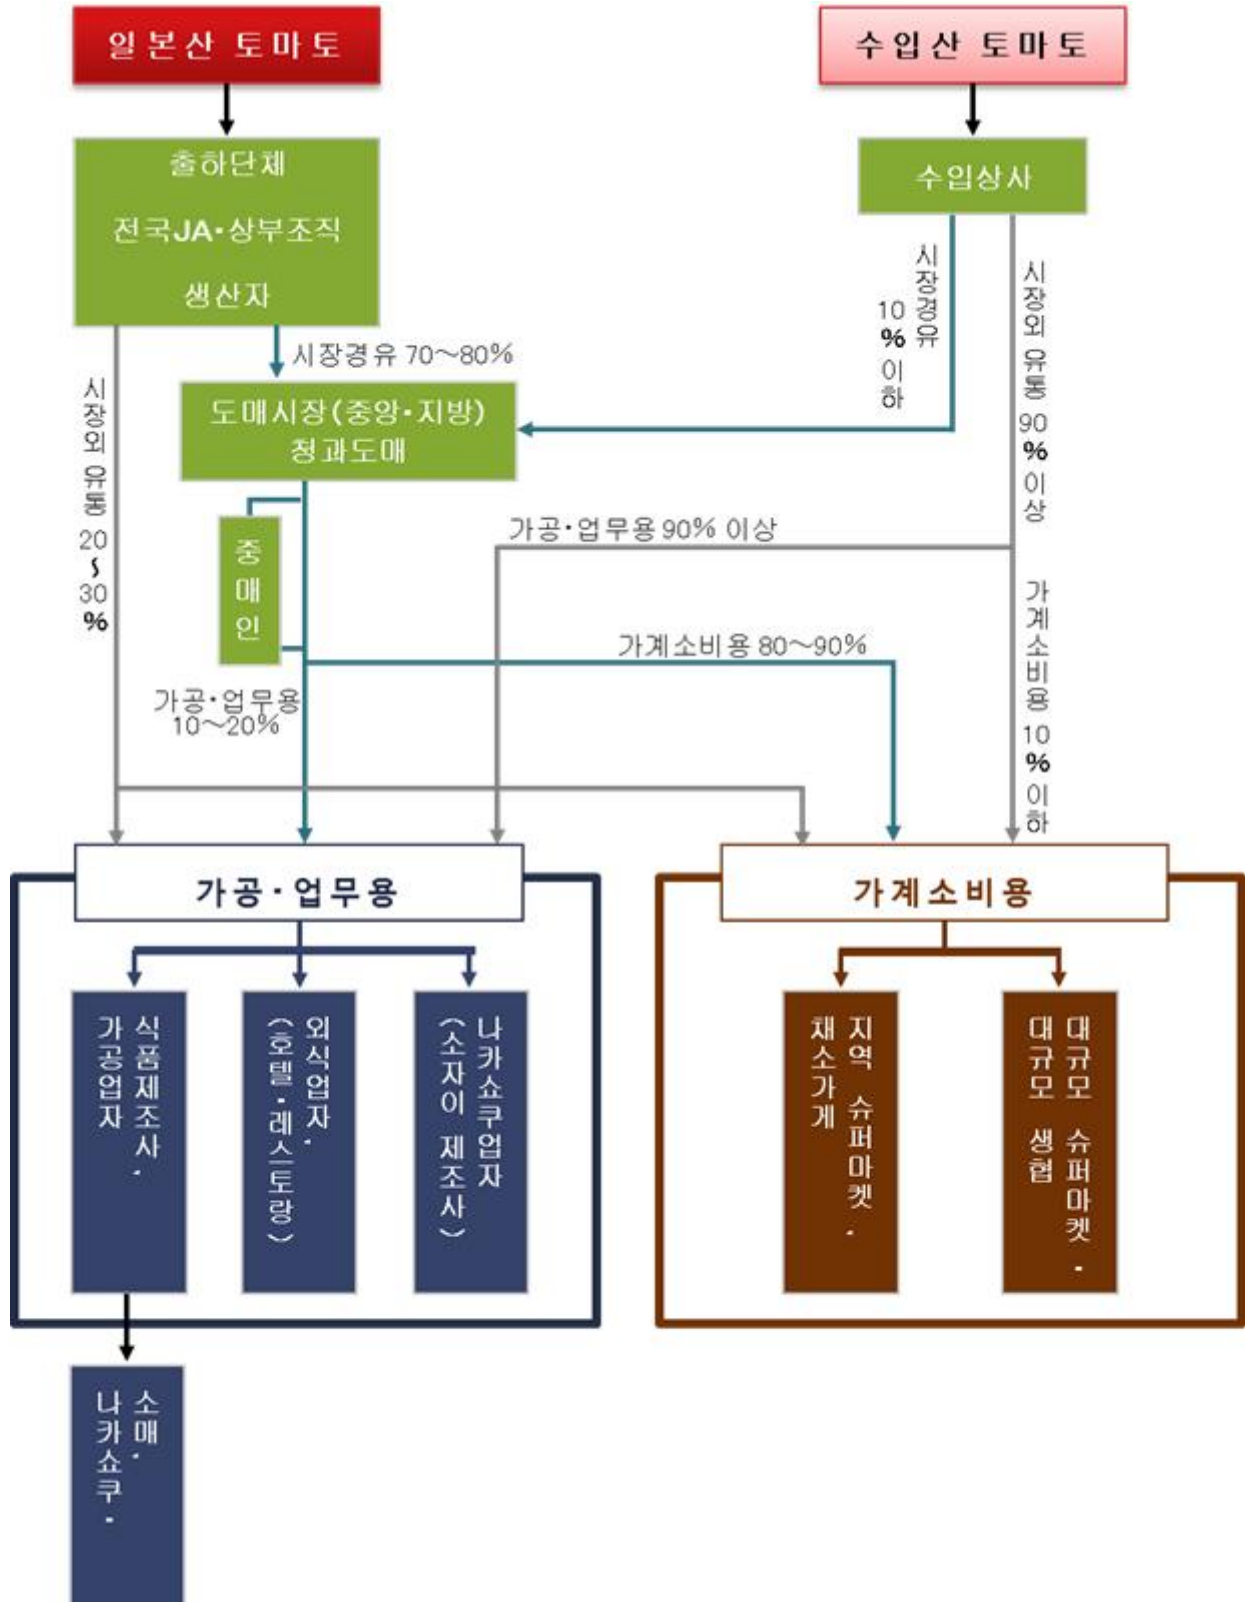 일본산 토마토
수입산 토마토
출하단체
전국JA·상부조직
생산자
수입상사
시장경유 70~80%
시장경유
10% 이하
시장외 유통 90% 이상
시장외 유통 20~30%
도매시장(중앙·지방)
청과도매
중매인
가공·업무용 90% 이상
가계소비용 80~90%
가계소비용 10% 이하
가공·업무용
10~20%
가공·업무용
가계소비용
식품제조사·
가공업자
외식업자·
(호텔·레스토랑)
나카쇼쿠업자
(소자이 제조사)
지역 슈퍼마켓·
채소가게
대규모 슈퍼마켓·
대규모 생협
소매·
나카쇼쿠·